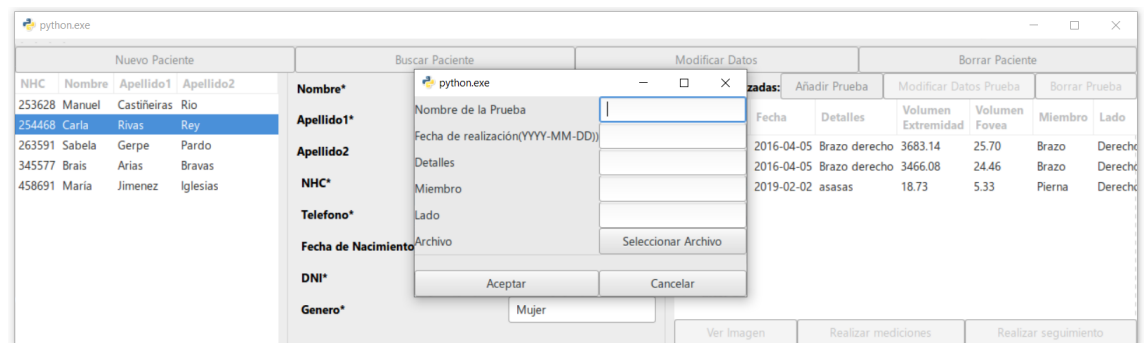 python.exe
Nuevo Paciente Buscar Paciente Modificar Datos Borrar Paciente
NHC Nombre Apellido1 Apellido2
253628 Manuel Castiñeiras Rio
254468 Carla Rivas Rey
263591 Sabela Gerpe Pardo
345577 Brais Arias Bravas
458691 Maria Jimenez Iglesias
Nombre*
Apellido1*
Apellido2
NHC*
Telefono*
Fecha de Nacimiento
DNI*
Genero* Mujer
python.exe
Nombre de la Prueba
Fecha de realización(YYYY-MM-DD))
Detalles
Miembro
Lado
Archivo Seleccionar Archivo
Aceptar Cancelar
zadas: Añadir Prueba Modificar Datos Prueba Borrar Prueba
Fecha Detalles Volumen Extremidad Volumen Fovea Miembro Lado
2016-04-05 Brazo derecho 3683.14 25.70 Brazo Derecho
2016-04-05 Brazo derecho 3466.08 24.46 Brazo Derecho
2019-02-02 asasas 18.73 5.33 Pierna Derecho
Ver Imagen Realizar mediciones Realizar seguimiento